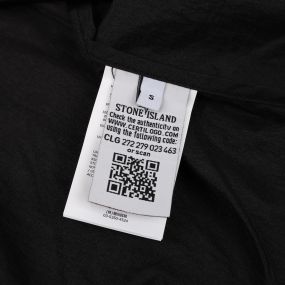 S
STONE ISLAND
Check the authenticity on
WWW.CERTILOGO.COM
using the following code:
CLG 272 279 023 463
or scan